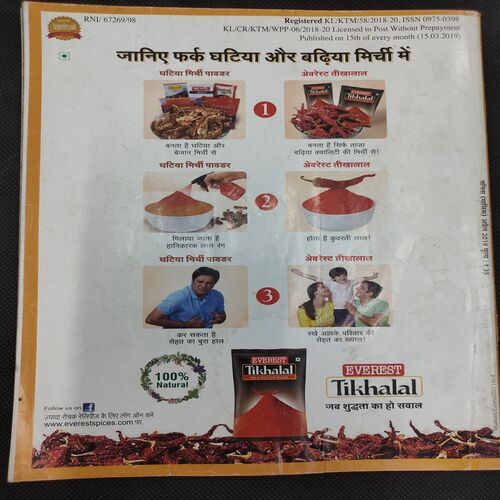 RNI/ 67269/98
Registered KL/KTM/58/2018-20, ISSN 0975-0398
KL/CR/KTM/WPP-06/2018-20 Licensed to Post Without Prepayment
Published on 15th of every month (15.03.2019)
जानिए फर्क घटिया और बढ़िया मिर्ची में
घटिया मिर्ची पावडर
एवरेस्ट तीखालाल
1
बनता है घटिया और
बेजान मिर्ची से
बनता है सिर्फ ताजा
बढ़िया क्वालिटी की मिर्ची से!
घटिया मिर्ची पावडर
एवरेस्ट तीखालाल
2
मिलाया जाता है
हानिकारक लाल रंग
होता है कुदरती लाल!
घटिया मिर्ची पावडर
एवरेस्ट तीखालाल
3
कर सकता है
सेहत का बुरा हाल
रखे आपके परिवार की
सेहत का ख्याल!
100%
Natural
EVEREST
Tikhalal
EVEREST
Tikhalal
जब शुद्धता का हो सवाल
Follow us on f
ज़्यादा रोचक रेसिपीज के लिए लॉग ऑन करें
www.everestspices.com पर.